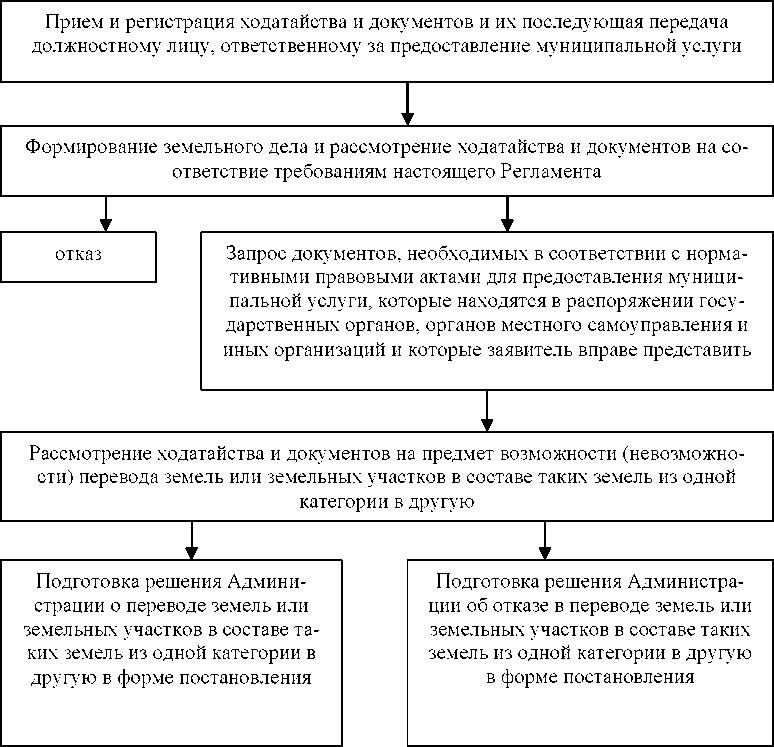 Прием и регистрация ходатайства и документов и их последующая передача
должностному лицу, ответственному за предоставление муниципальной услуги
Формирование земельного дела и рассмотрение ходатайства и документов на со-
ответствие требованиям настоящего Регламента
отказ
Запрос документов, необходимых в соответствии с норма-
тивными правовыми актами для предоставления муници-
пальной услуги, которые находятся в распоряжении госу-
дарственных органов, органов местного самоуправления и
иных организаций и которые заявитель вправе представить
Рассмотрение ходатайства и документов на предмет возможности (невозможно-
сти) перевода земель или земельных участков в составе таких земель из одной
категории в другую
Подготовка решения Админи-
страции о переводе земель или
земельных участков в составе та-
ких земель из одной категории в
другую в форме постановления
Подготовка решения Администра-
ции об отказе в переводе земель или
земельных участков в составе таких
земель из одной категории в другую
в форме постановления